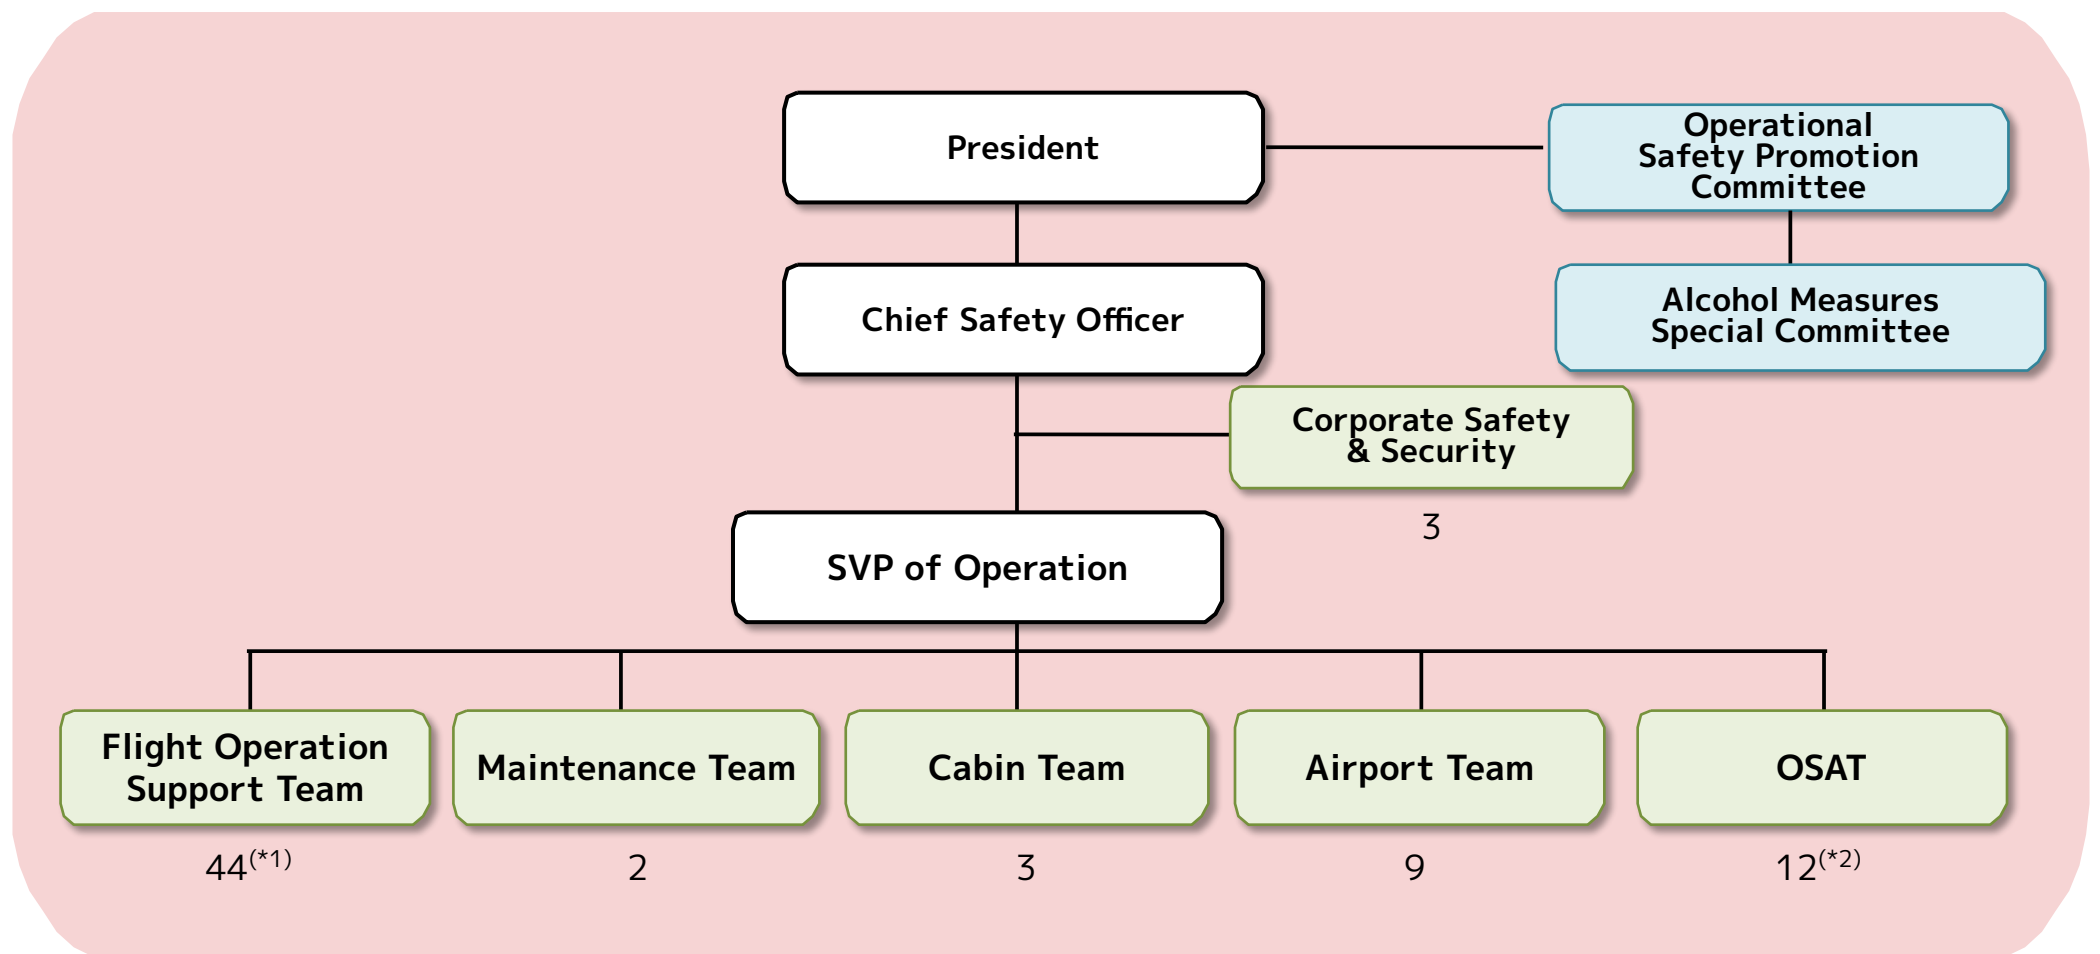 President
Operational
Safety Promotion
Committee
Chief Safety Officer
Alcohol Measures
Special Committee
Corporate Safety
& Security
3
SVP of Operation
Flight Operation
Support Team
44(*1)
Maintenance Team
2
Cabin Team
3
Airport Team
9
OSAT
12(*2)